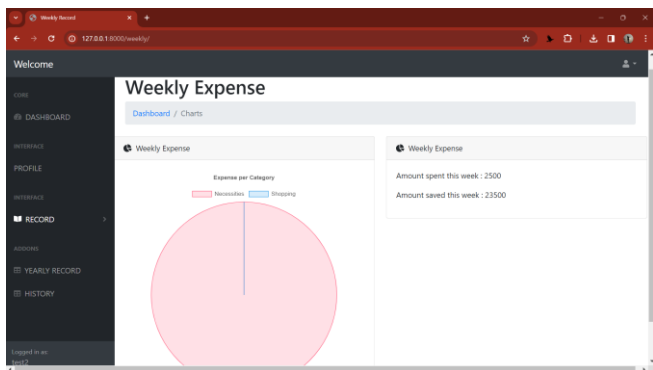 Weekly Record
127.0.0.1:8000/weekly/
Welcome
CORE
DASHBOARD
INTERFACE
PROFILE
INTERFACE
RECORD
ADDONS
YEARLY RECORD
HISTORY
Logged in as:
test2
Weekly Expense
Dashboard / Charts
Weekly Expense
Expense per Category
Necessities Shopping
Weekly Expense
Amount spent this week : 2500
Amount saved this week : 23500